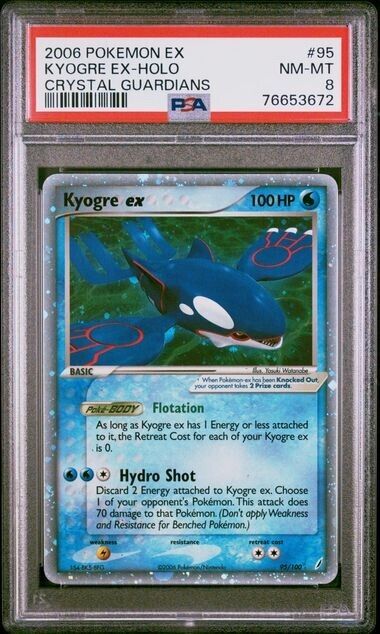 2006 POKEMON EX #95
KYOGRE EX-HOLO NM-MT
CRYSTAL GUARDIANS 8
PSA 76653672
Kyogre ex 100 HP
Illus. Yosuki Watanabe
BASIC
When Pokémon-ex has been Knocked Out,
your opponent takes 2 Prize cards.
Poké-BODY Flotation
As long as Kyogre ex has 1 Energy or less attached
to it, the Retreat Cost for each of your Kyogre ex
is 0.
Hydro Shot
Discard 2 Energy attached to Kyogre ex. Choose
1 of your opponent's Pokémon. This attack does
70 damage to that Pokémon. (Don't apply Weakness
and Resistance for Benched Pokémon.)
weakness resistance retreat cost
©2006 Pokémon/Nintendo 95/100